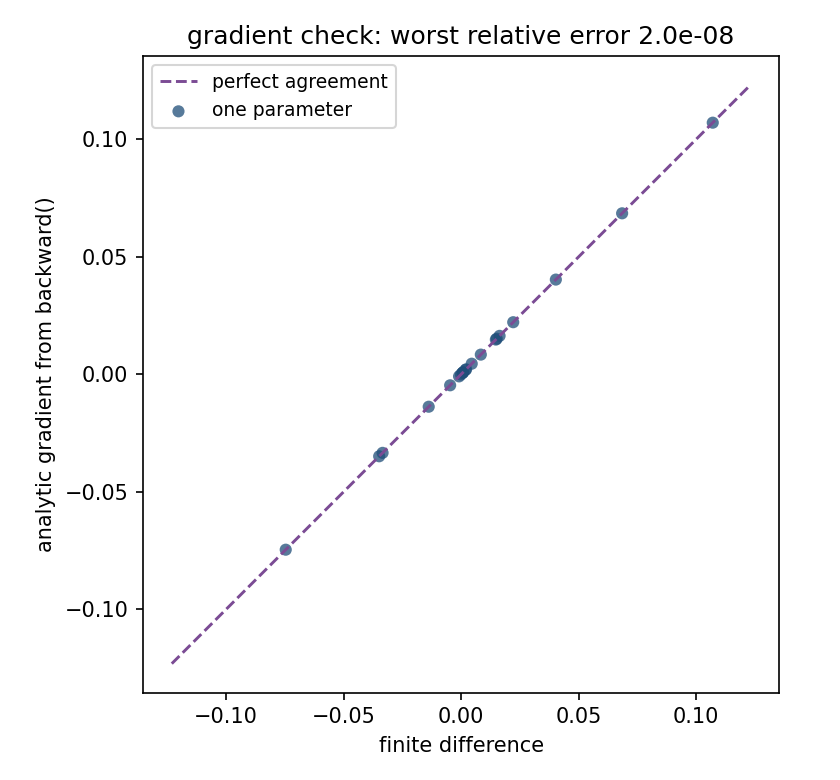 gradient check: worst relative error 2.0e-08
perfect agreement
one parameter
analytic gradient from backward()
0.10
0.05
0.00
−0.05
−0.10
−0.10
−0.05
0.00
0.05
0.10
finite difference